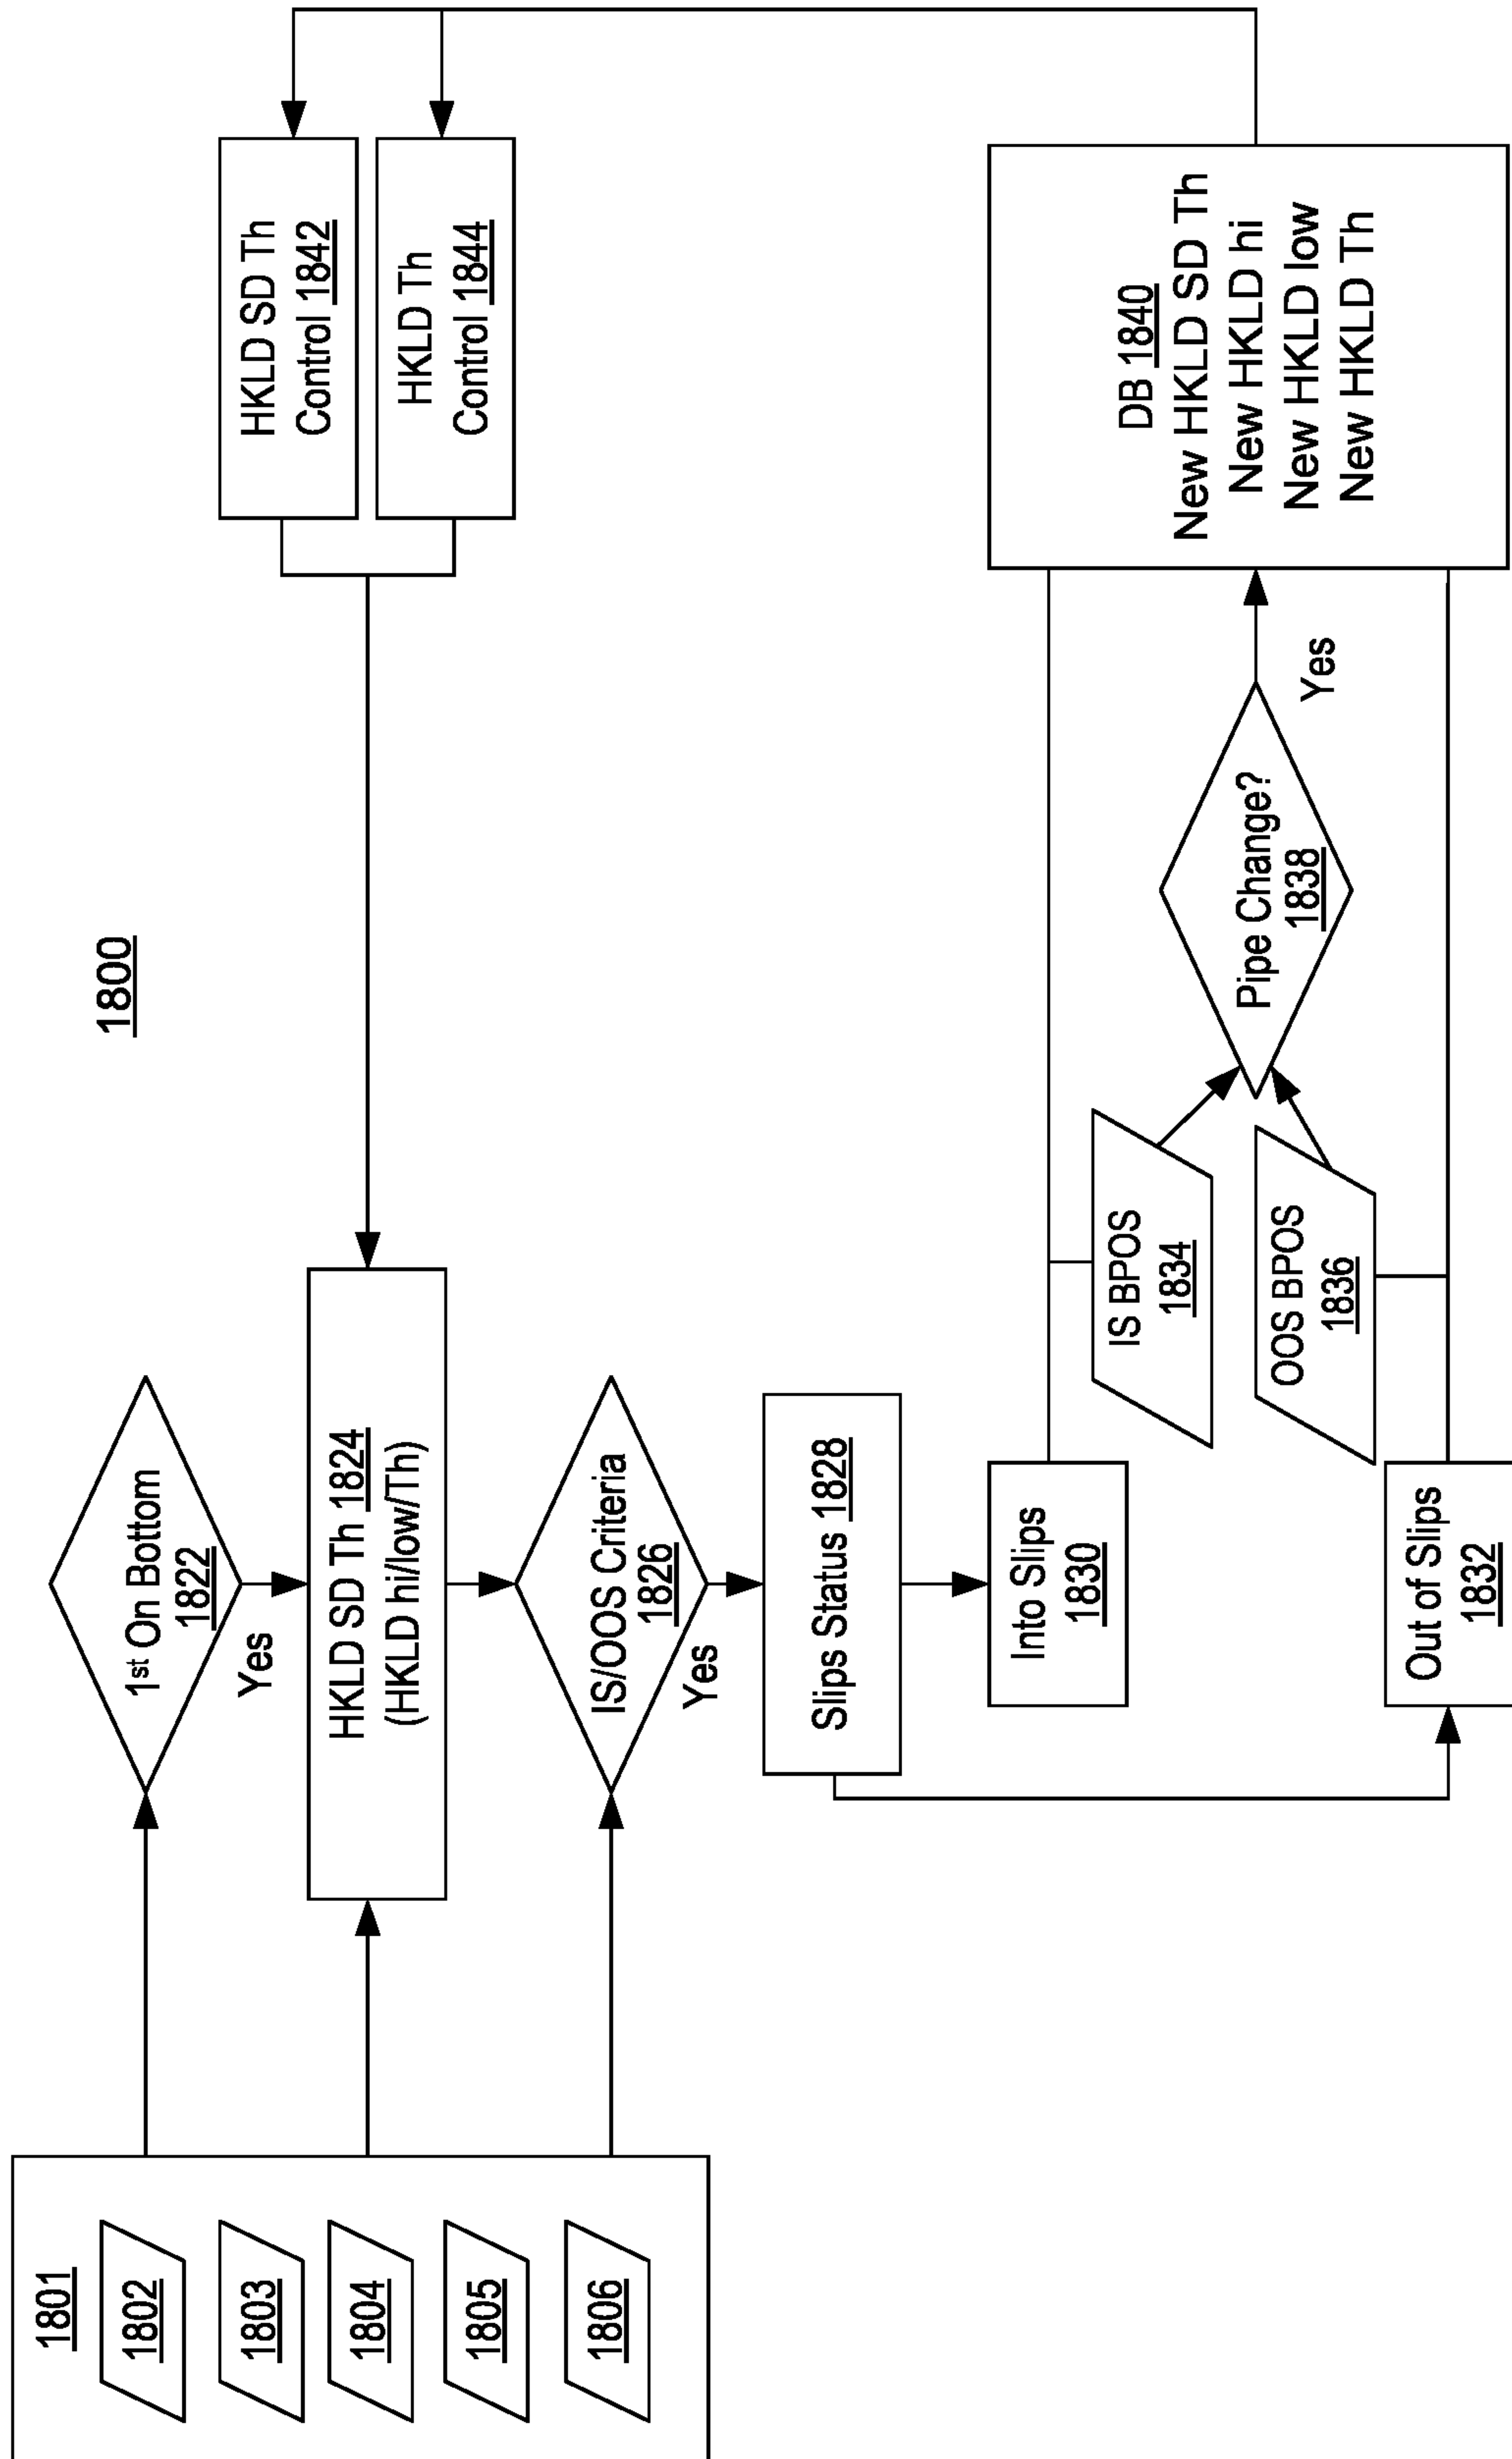 1800
1801
1802
1803
1804
1805
1806
1st On Bottom
1822
Yes
HKLD SD Th 1824
(HKLD hi/low/Th)
IS/OOS Criteria
1826
Yes
Slips Status 1828
Into Slips
1830
Out of Slips
1832
IS BPOS
1834
OOS BPOS
1836
Pipe Change?
1838
Yes
DB 1840
New HKLD SD Th
New HKLD hi
New HKLD low
New HKLD Th
HKLD SD Th
Control 1842
HKLD Th
Control 1844